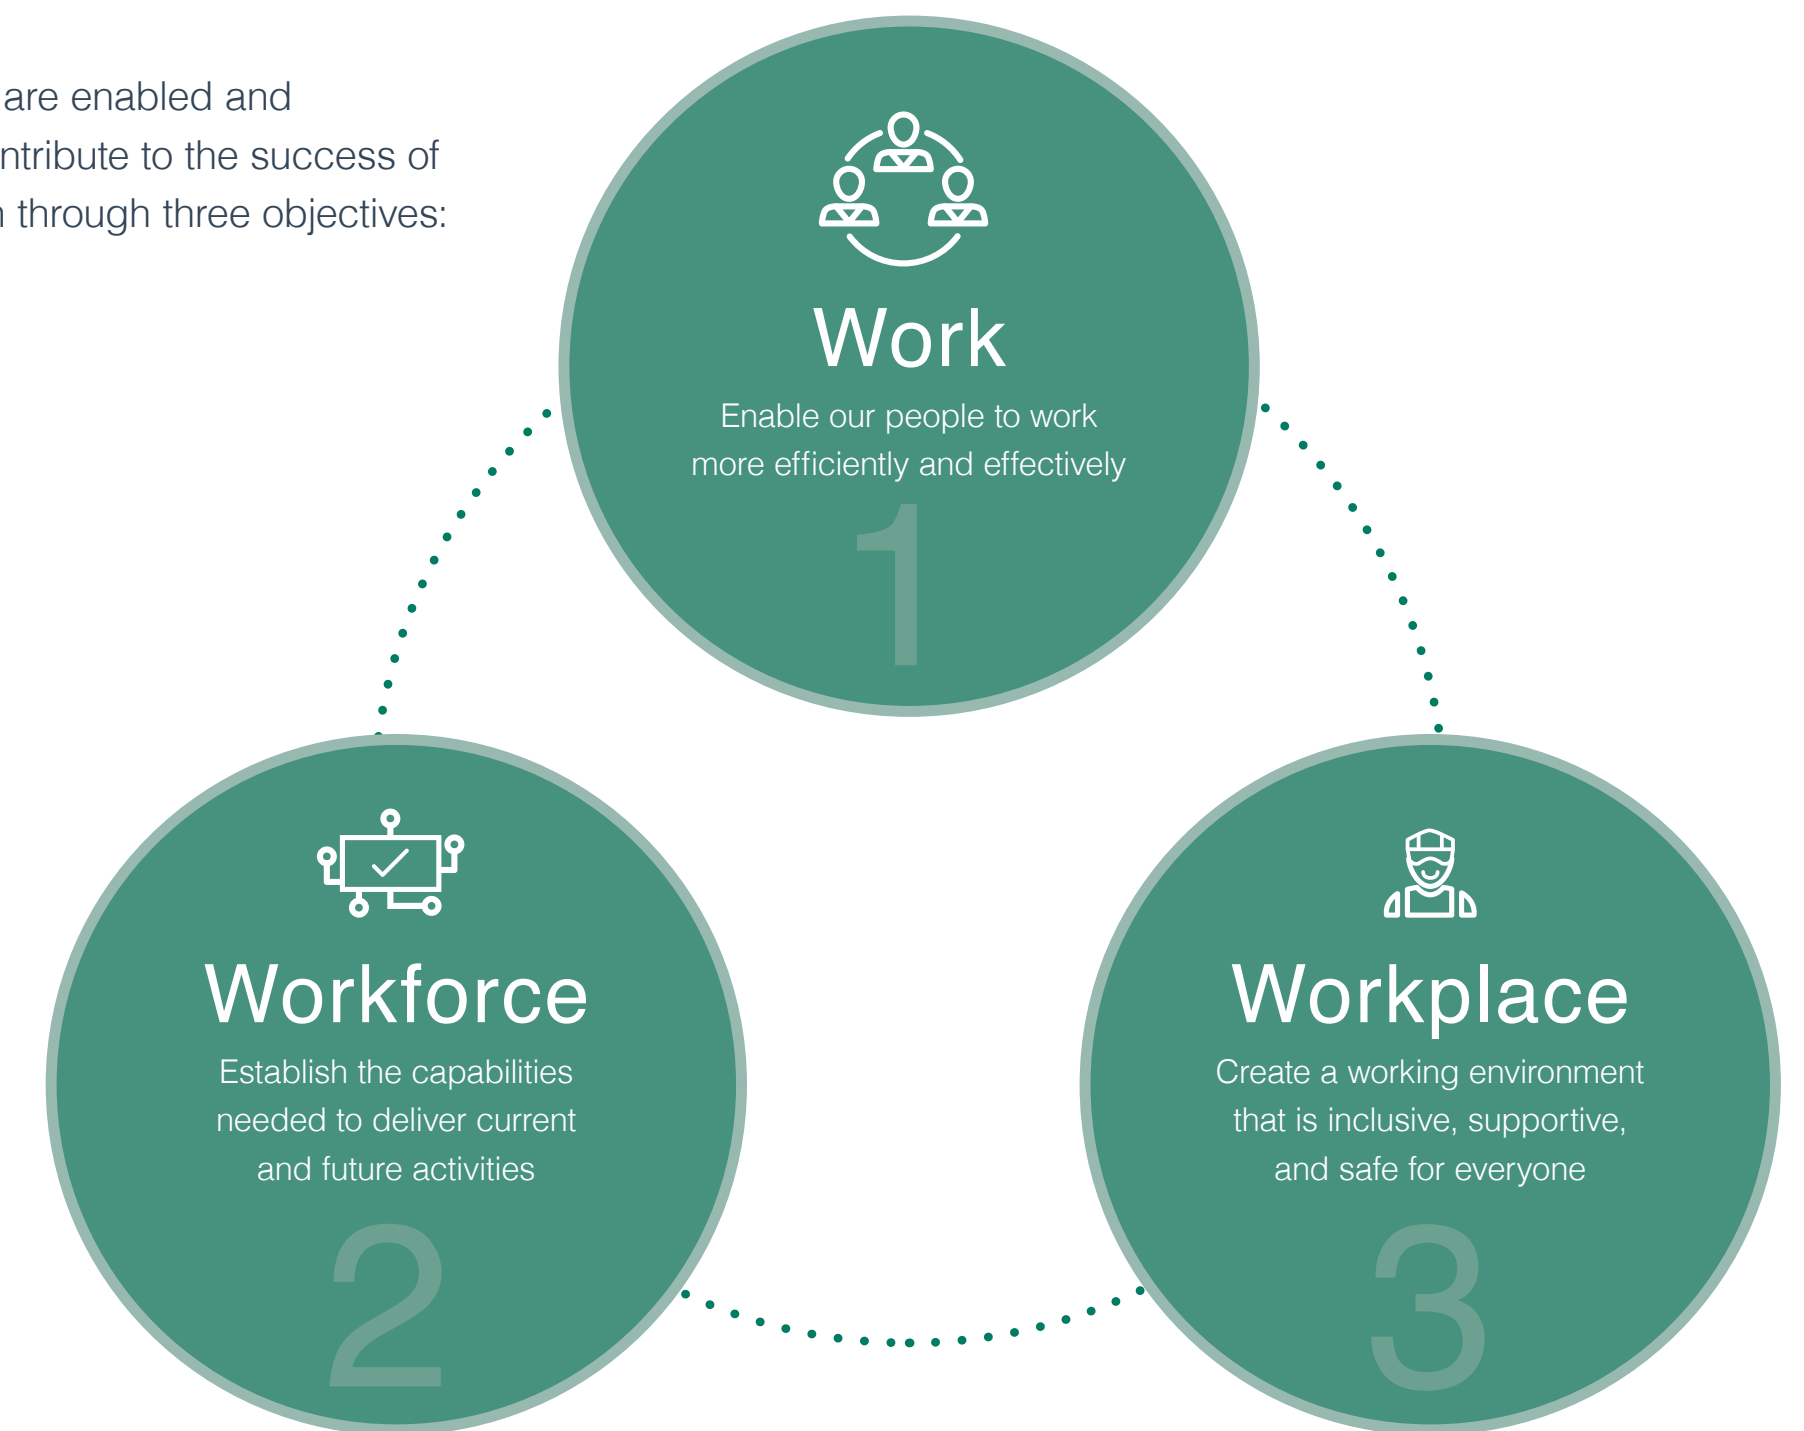 are enabled and
ntribute to the success of
through three objectives:
Work
Enable our people to work
more efficiently and effectively
1
Workforce
Establish the capabilities
needed to deliver current
and future activities
2
Workplace
Create a working environment
that is inclusive, supportive,
and safe for everyone
3